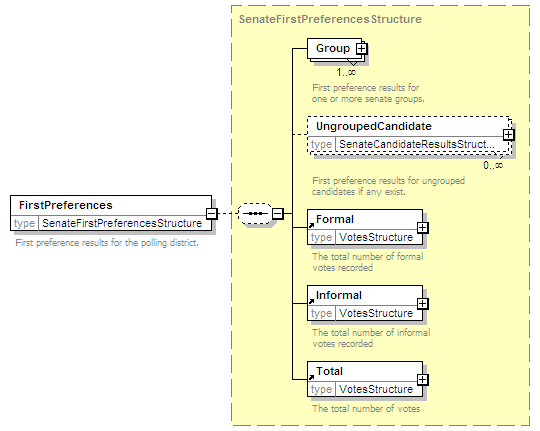 SenateFirstPreferencesStructure
Group
1..∞
First preference results for
one or more senate groups.
UngroupedCandidate
type SenateCandidateResultsStruct...
0..∞
First preference results for ungrouped
candidates if any exist.
FirstPreferences
type SenateFirstPreferencesStructure
First preference results for the polling district.
Formal
type VotesStructure
The total number of formal
votes recorded
Informal
type VotesStructure
The total number of informal
votes recorded
Total
type VotesStructure
The total number of votes